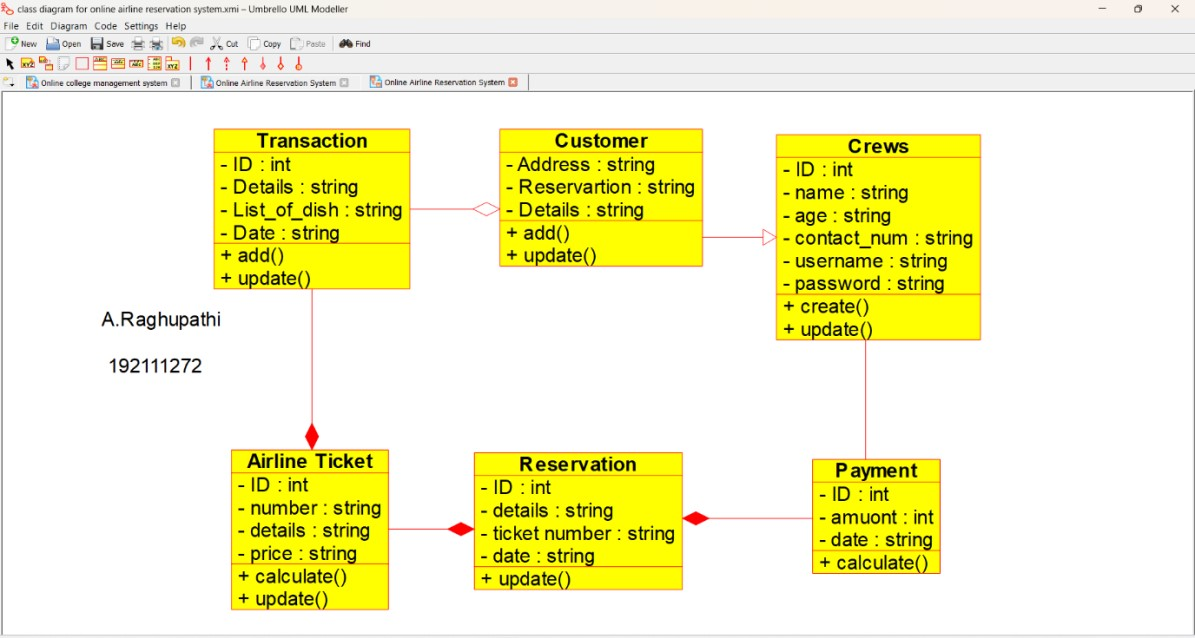 class diagram for online airline reservation system.xmi – Umbrello UML Modeller
File Edit Diagram Code Settings Help
New Open Save Cut Copy Paste Find
Online college management system Online Airline Reservation System Online Airline Reservation System
Transaction
- ID : int
- Details : string
- List_of_dish : string
- Date : string
+ add()
+ update()
Customer
- Address : string
- Reservartion : string
- Details : string
+ add()
+ update()
Crews
- ID : int
- name : string
- age : string
- contact_num : string
- username : string
- password : string
+ create()
+ update()
A.Raghupathi
192111272
Airline Ticket
- ID : int
- number : string
- details : string
- price : string
+ calculate()
+ update()
Reservation
- ID : int
- details : string
- ticket number : string
- date : string
+ update()
Payment
- ID : int
- amuont : int
- date : string
+ calculate()